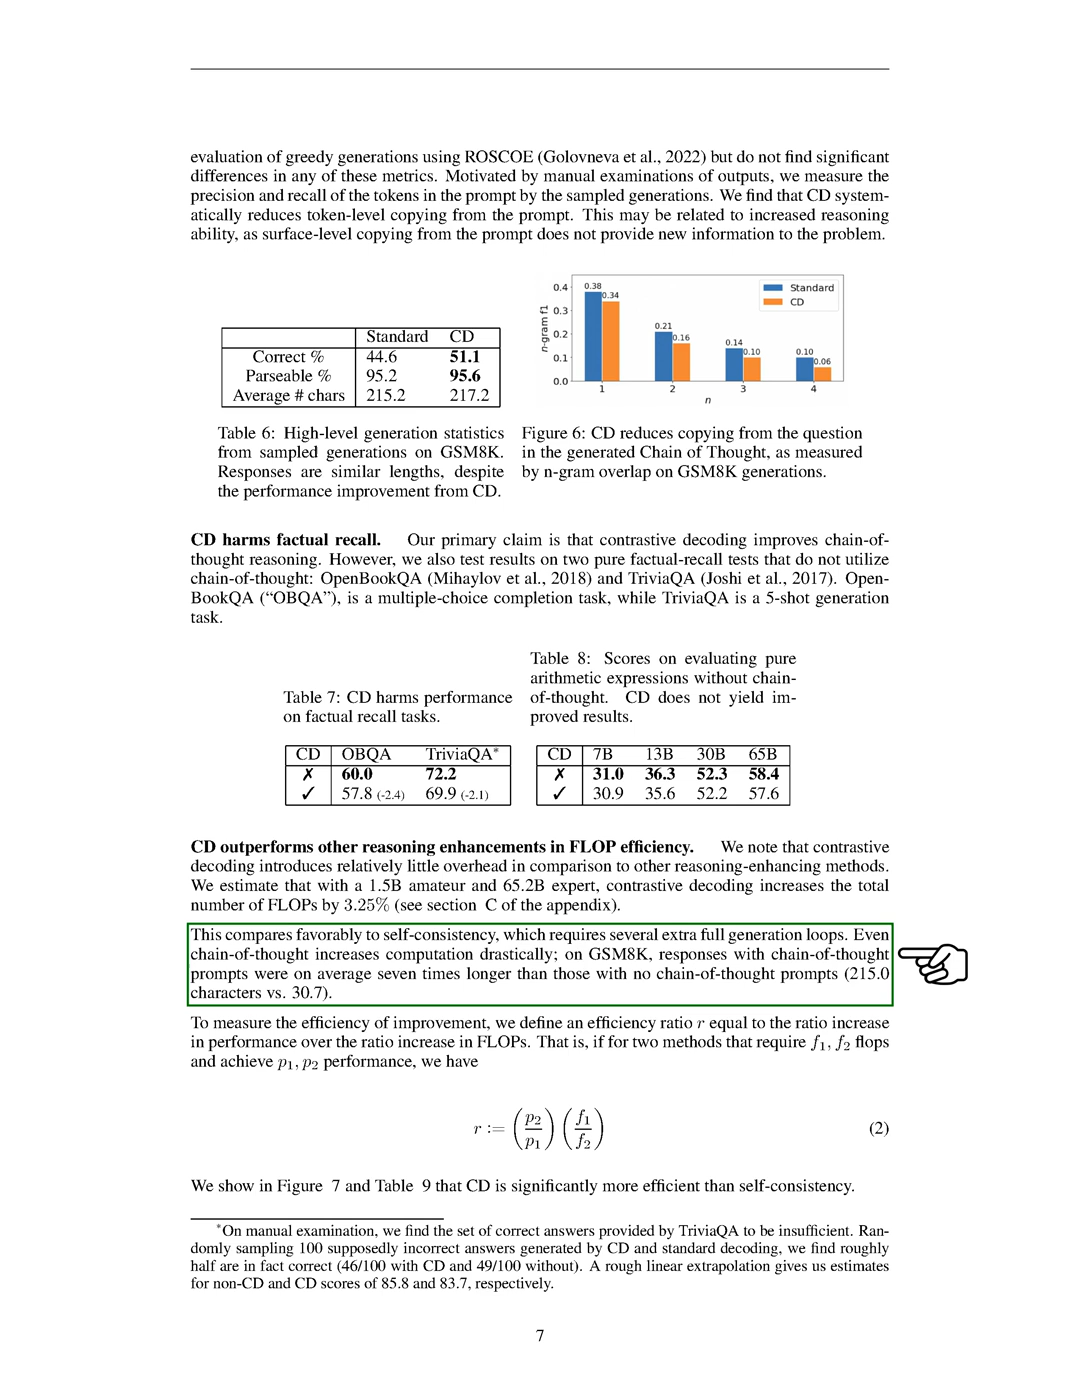 evaluation of greedy generations using ROSCOE (Golovneva et al., 2022) but do not find significant
differences in any of these metrics. Motivated by manual examinations of outputs, we measure the
precision and recall of the tokens in the prompt by the sampled generations. We find that CD system-
atically reduces token-level copying from the prompt. This may be related to increased reasoning
ability, as surface-level copying from the prompt does not provide new information to the problem.
Standard CD
Correct % 44.6 51.1
Parseable % 95.2 95.6
Average # chars 215.2 217.2
Table 6: High-level generation statistics
from sampled generations on GSM8K.
Responses are similar lengths, despite
the performance improvement from CD.
n-gram f1
0.4
0.3
0.2
0.1
0.0
0.38
0.34
0.21
0.16
0.14
0.10
0.10
0.06
Standard
CD
1 2 3 4
n
Figure 6: CD reduces copying from the question
in the generated Chain of Thought, as measured
by n-gram overlap on GSM8K generations.
CD harms factual recall. Our primary claim is that contrastive decoding improves chain-of-
thought reasoning. However, we also test results on two pure factual-recall tests that do not utilize
chain-of-thought: OpenBookQA (Mihaylov et al., 2018) and TriviaQA (Joshi et al., 2017). Open-
BookQA (“OBQA”), is a multiple-choice completion task, while TriviaQA is a 5-shot generation
task.
Table 7: CD harms performance
on factual recall tasks.
CD OBQA TriviaQA*
✗ 60.0 72.2
✓ 57.8 (-2.4) 69.9 (-2.1)
Table 8: Scores on evaluating pure
arithmetic expressions without chain-
of-thought. CD does not yield im-
proved results.
CD 7B 13B 30B 65B
✗ 31.0 36.3 52.3 58.4
✓ 30.9 35.6 52.2 57.6
CD outperforms other reasoning enhancements in FLOP efficiency. We note that contrastive
decoding introduces relatively little overhead in comparison to other reasoning-enhancing methods.
We estimate that with a 1.5B amateur and 65.2B expert, contrastive decoding increases the total
number of FLOPs by 3.25% (see section C of the appendix).
This compares favorably to self-consistency, which requires several extra full generation loops. Even
chain-of-thought increases computation drastically; on GSM8K, responses with chain-of-thought
prompts were on average seven times longer than those with no chain-of-thought prompts (215.0
characters vs. 30.7).
To measure the efficiency of improvement, we define an efficiency ratio r equal to the ratio increase
in performance over the ratio increase in FLOPs. That is, if for two methods that require f₁, f₂ flops
and achieve p₁, p₂ performance, we have
r := (p₂/p₁) (f₁/f₂) (2)
We show in Figure 7 and Table 9 that CD is significantly more efficient than self-consistency.
*On manual examination, we find the set of correct answers provided by TriviaQA to be insufficient. Ran-
domly sampling 100 supposedly incorrect answers generated by CD and standard decoding, we find roughly
half are in fact correct (46/100 with CD and 49/100 without). A rough linear extrapolation gives us estimates
for non-CD and CD scores of 85.8 and 83.7, respectively.
7